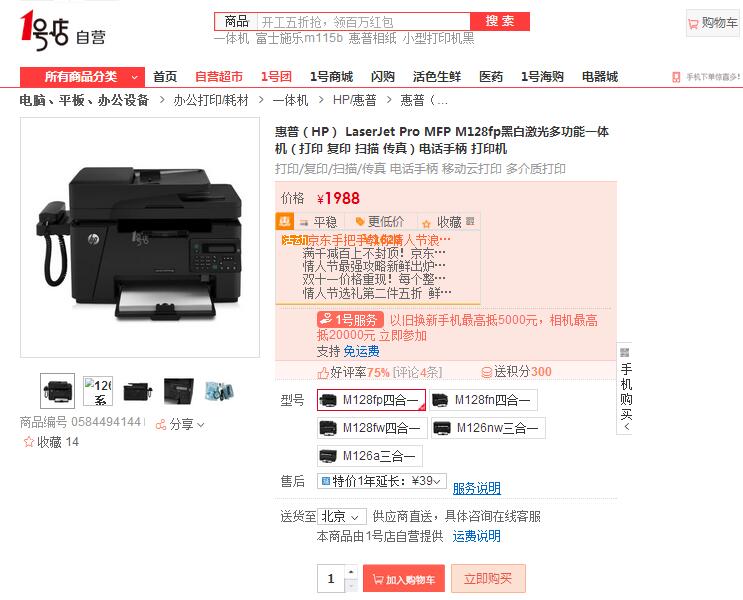 1号店 自营
商品 开工五折抢，领百万红包 搜 索
购物车
一体机 富士施乐m115b 惠普相纸 小型打印机黑
所有商品分类 首页 自营超市 1号团 1号商城 闪购 活色生鲜 医药 1号海购 电器城 手机下单惊喜多!
电脑、平板、办公设备 > 办公打印/耗材 > 一体机 > HP/惠普 > 惠普（...
惠普（HP） LaserJet Pro MFP M128fp黑白激光多功能一体
机（打印 复印 扫描 传真）电话手柄 打印机
打印/复印/扫描/传真 电话手柄 移动云打印 多介质打印
价格 ¥1988
惠 平稳 更低价 收藏
活动 京东手把手教你情人节浪…
满千减百上不封顶！京东…
情人节最强攻略新鲜出炉…
双十一价格重现！每个整…
情人节选礼第二件五折 鲜…
1号服务 以旧换新手机最高抵5000元，相机最高
抵20000元 立即参加
支持 免运费
好评率75% [评论4条] 送积分300
型号 M128fp四合一 M128fn四合一
M128fw四合一 M126nw三合一
M126a三合一
售后 特价1年延长：¥39 服务说明
送货至 北京 供应商直送，具体咨询在线客服
本商品由1号店自营提供 运费说明
1 加入购物车 立即购买
hp
126
系
商品编号 0584494144 分享
收藏 14
手
机
购
买
<